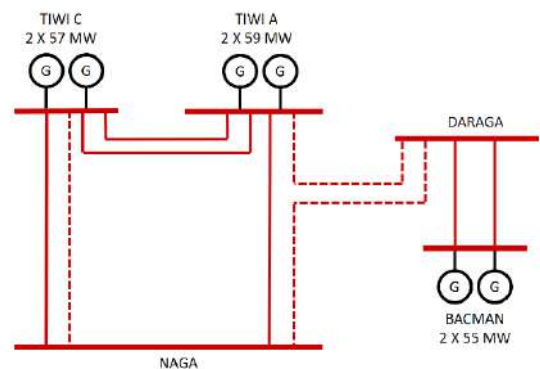 TIWI C
2 X 57 MW
TIWI A
2 X 59 MW
G
G
G
G
DARAGA
G
G
BACMAN
2 X 55 MW
NAGA